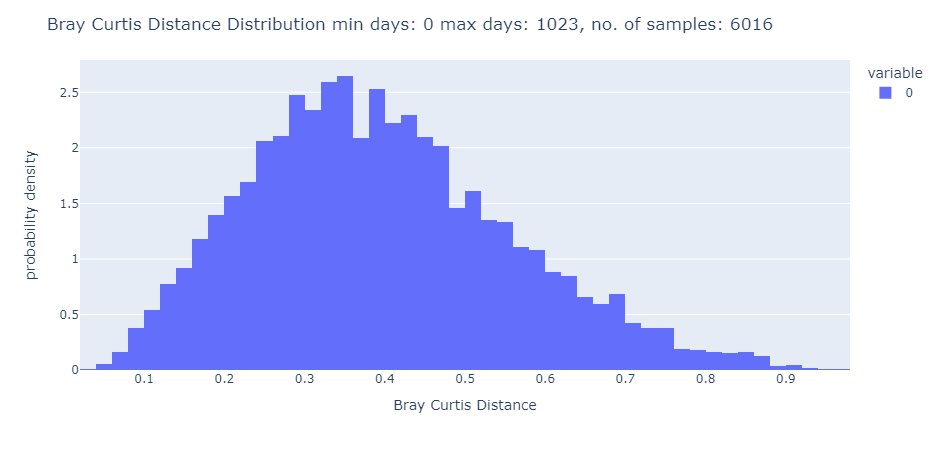 Bray Curtis Distance Distribution min days: 0 max days: 1023, no. of samples: 6016
variable
0
2.5
2
1.5
1
0.5
0
probability density
0.1 0.2 0.3 0.4 0.5 0.6 0.7 0.8 0.9
Bray Curtis Distance